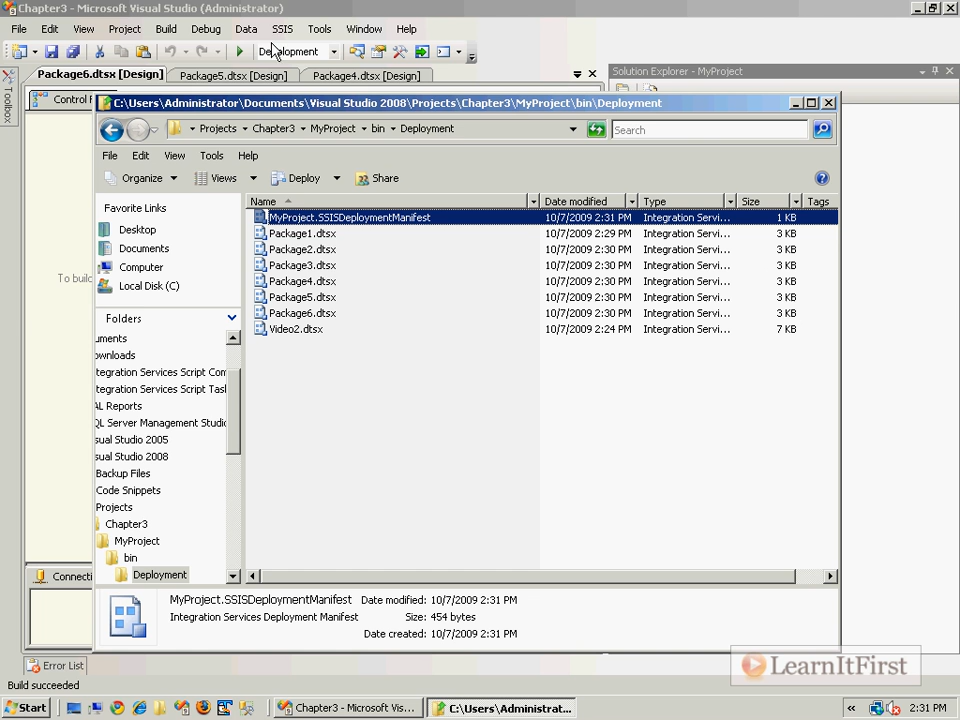 Chapter3 - Microsoft Visual Studio (Administrator)
File Edit View Project Build Debug Data SSIS Tools Window Help
Development
Package6.dtsx [Design] Package5.dtsx [Design] Package4.dtsx [Design]
Solution Explorer - MyProject
Toolbox
Control F
C:\Users\Administrator\Documents\Visual Studio 2008\Projects\Chapter3\MyProject\bin\Deployment
Projects Chapter3 MyProject bin Deployment
Search
File Edit View Tools Help
Organize Views Deploy Share
Favorite Links
Desktop
Documents
Computer
Local Disk (C)
Name Date modified Type Size Tags
MyProject.SSISDeploymentManifest 10/7/2009 2:31 PM Integration Servi... 1 KB
Package1.dtsx 10/7/2009 2:29 PM Integration Servi... 3 KB
Package2.dtsx 10/7/2009 2:30 PM Integration Servi... 3 KB
Package3.dtsx 10/7/2009 2:30 PM Integration Servi... 3 KB
Package4.dtsx 10/7/2009 2:30 PM Integration Servi... 3 KB
Package5.dtsx 10/7/2009 2:30 PM Integration Servi... 3 KB
Package6.dtsx 10/7/2009 2:30 PM Integration Servi... 3 KB
Video2.dtsx 10/7/2009 2:24 PM Integration Servi... 7 KB
To build
Folders
uments
ownloads
tegration Services Script Com
tegration Services Script Task
AL Reports
QL Server Management Studio
sual Studio 2005
sual Studio 2008
Backup Files
Code Snippets
Projects
Chapter3
MyProject
bin
Deployment
Connecti
MyProject.SSISDeploymentManifest Date modified: 10/7/2009 2:31 PM
Integration Services Deployment Manifest Size: 454 bytes
Date created: 10/7/2009 2:31 PM
Error List
LearnItFirst
Build succeeded
Start Chapter3 - Microsoft Vis... C:\Users\Administrat... « 2:31 PM